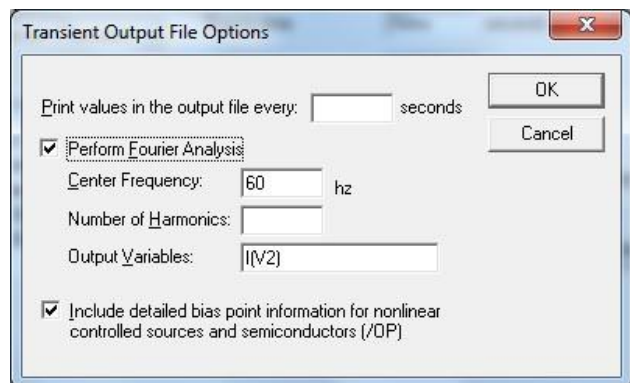 Transient Output File Options
OK
Print values in the output file every: seconds
Cancel
Perform Fourier Analysis
Center Frequency: 60 hz
Number of Harmonics:
Output Variables: I(V2)
Include detailed bias point information for nonlinear
controlled sources and semiconductors (/OP)